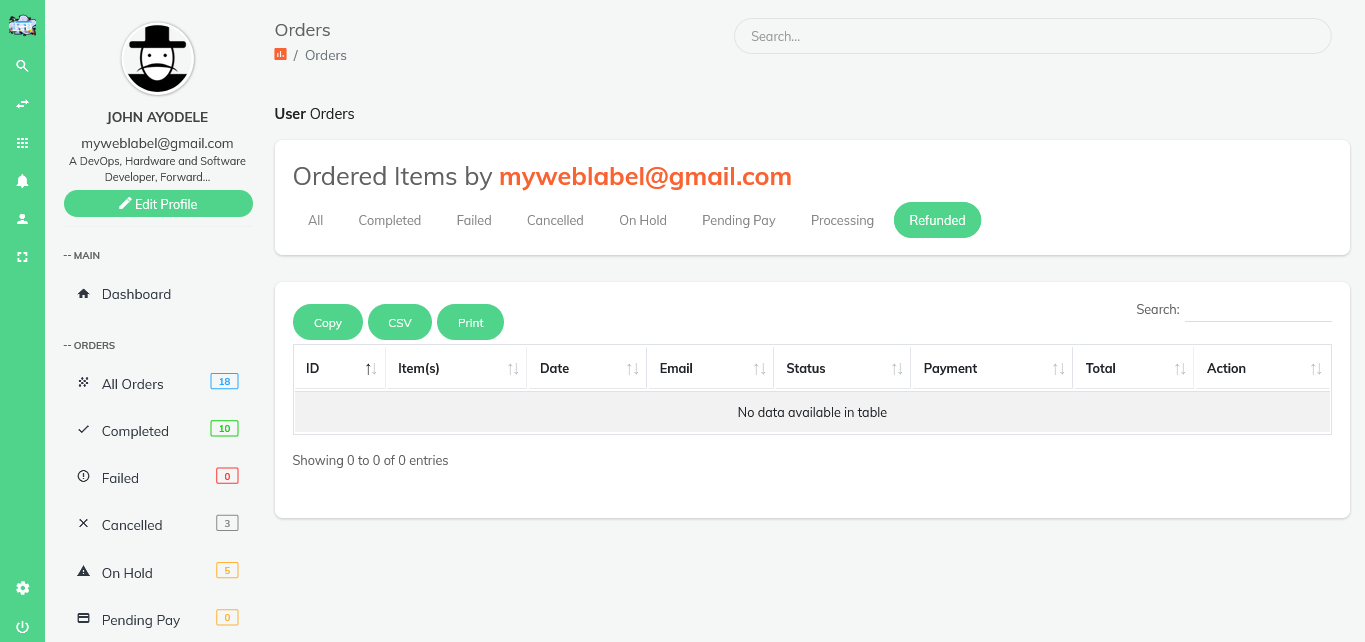 JOHN AYODELE
myweblabel@gmail.com
A DevOps, Hardware and Software
Developer, Forward...
Edit Profile
-- MAIN
Dashboard
-- ORDERS
All Orders 18
Completed 10
Failed 0
Cancelled 3
On Hold 5
Pending Pay 0
Orders
/ Orders
Search...
User Orders
Ordered Items by myweblabel@gmail.com
All Completed Failed Cancelled On Hold Pending Pay Processing Refunded
Copy CSV Print
Search:
ID Item(s) Date Email Status Payment Total Action
No data available in table
Showing 0 to 0 of 0 entries